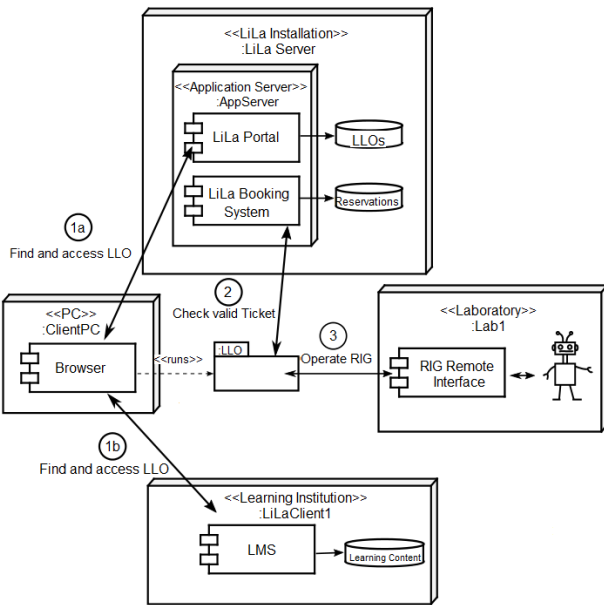 <<LiLa Installation>>
:LiLa Server
<<Application Server>>
:AppServer
LiLa Portal
LLOs
LiLa Booking
System
Reservations
1a
Find and access LLO
2
Check valid Ticket
<<PC>>
:ClientPC
Browser
<<runs>>
:LLO
3
Operate RIG
<<Laboratory>>
:Lab1
RIG Remote
Interface
1b
Find and access LLO
<<Learning Institution>>
:LiLaClient1
LMS
Learning Content